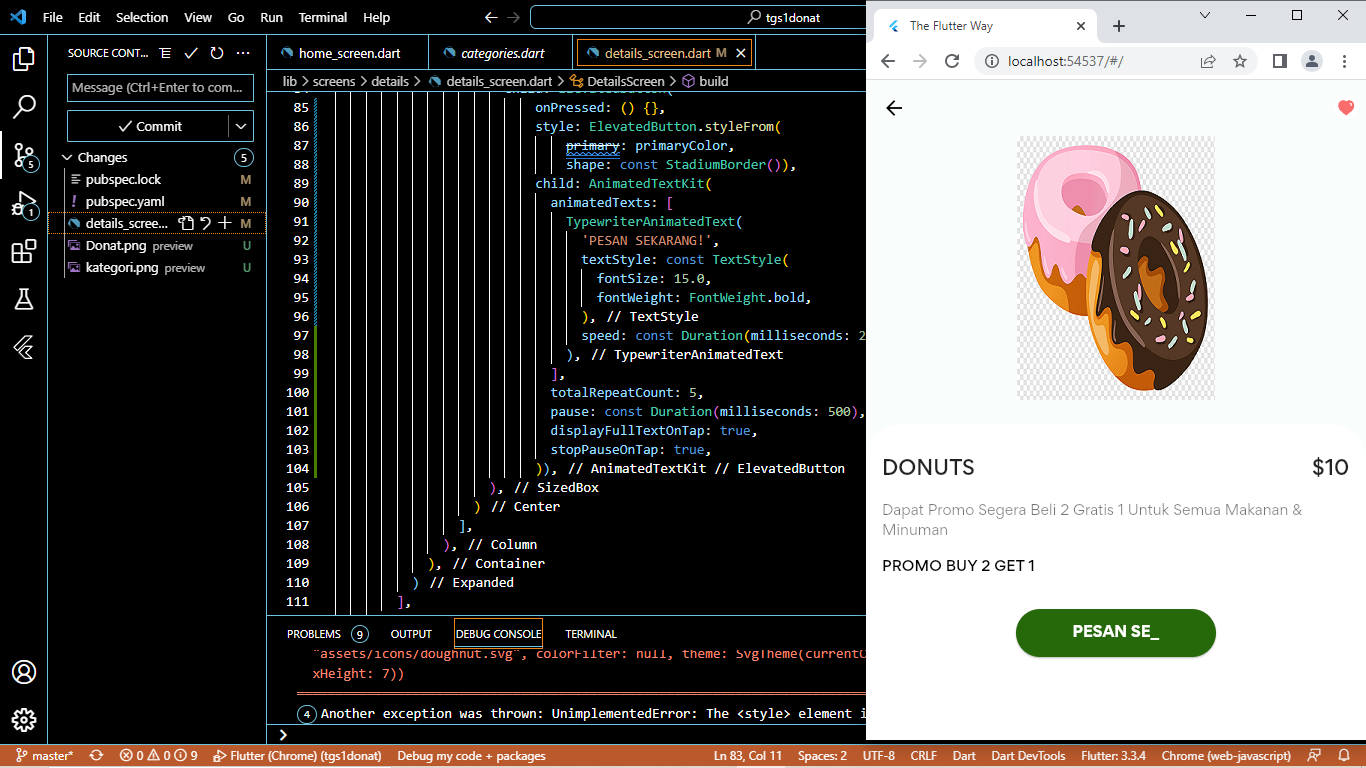 File Edit Selection View Go Run Terminal Help
tgs1donat
SOURCE CONT...
Message (Ctrl+Enter to com...
Commit
Changes 5
pubspec.lock M
! pubspec.yaml M
details_scree... M
Donat.png preview U
kategori.png preview U
5
1
home_screen.dart
categories.dart
details_screen.dart M
lib > screens > details > details_screen.dart > DetailsScreen > build
85 onPressed: () {},
86 style: ElevatedButton.styleFrom(
87 primary: primaryColor,
88 shape: const StadiumBorder()),
89 child: AnimatedTextKit(
90 animatedTexts: [
91 TypewriterAnimatedText(
92 'PESAN SEKARANG!',
93 textStyle: const TextStyle(
94 fontSize: 15.0,
95 fontWeight: FontWeight.bold,
96 ), // TextStyle
97 speed: const Duration(milliseconds: 2
98 ), // TypewriterAnimatedText
99 ],
100 totalRepeatCount: 5,
101 pause: const Duration(milliseconds: 500),
102 displayFullTextOnTap: true,
103 stopPauseOnTap: true,
104 )), // AnimatedTextKit // ElevatedButton
105 ), // SizedBox
106 ) // Center
107 ],
108 ), // Column
109 ), // Container
110 ) // Expanded
111 ],
PROBLEMS 9 OUTPUT DEBUG CONSOLE TERMINAL
"assets/icons/doughnut.svg", colorFilter: null, theme: SvgTheme(currentC
xHeight: 7))
4 Another exception was thrown: UnimplementedError: The <style> element i
master* 0 0 9 Flutter (Chrome) (tgs1donat) Debug my code + packages Ln 83, Col 11 Spaces: 2 UTF-8 CRLF Dart Dart DevTools Flutter: 3.3.4 Chrome (web-javascript)
The Flutter Way
localhost:54537/#/
DONUTS $10
Dapat Promo Segera Beli 2 Gratis 1 Untuk Semua Makanan &
Minuman
PROMO BUY 2 GET 1
PESAN SE_